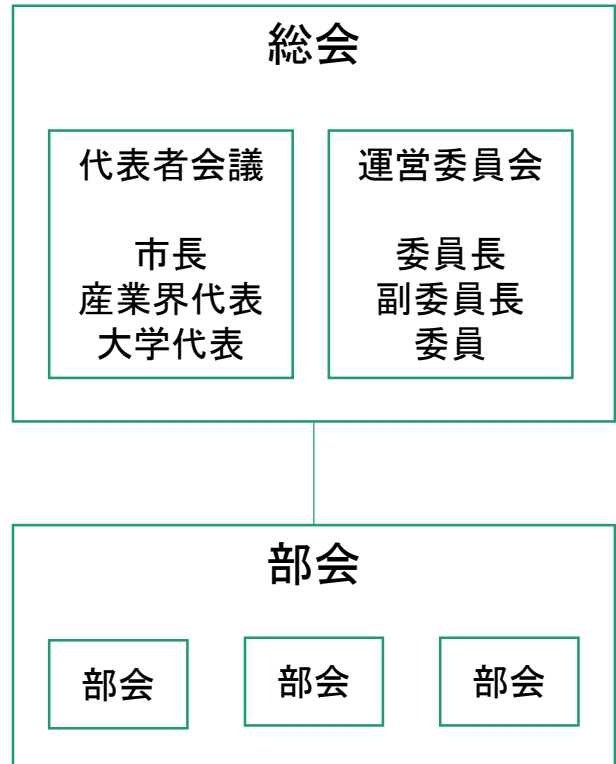 総会
代表者会議
市長
産業界代表
大学代表
運営委員会
委員長
副委員長
委員
部会
部会
部会
部会